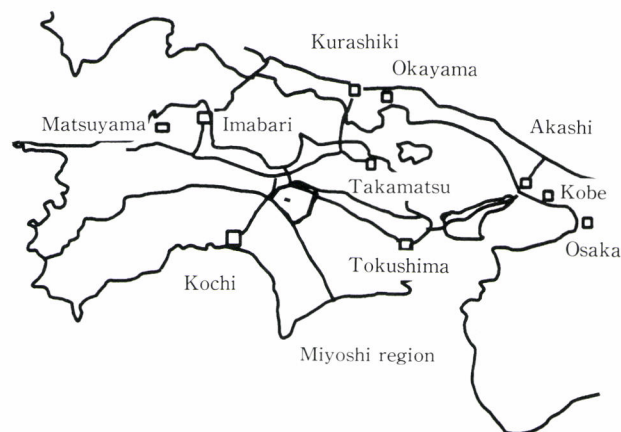 Kurashiki
Okayama
Matsuyama
Imabari
Akashi
Takamatsu
Kobe
Osaka
Tokushima
Kochi
Miyoshi region